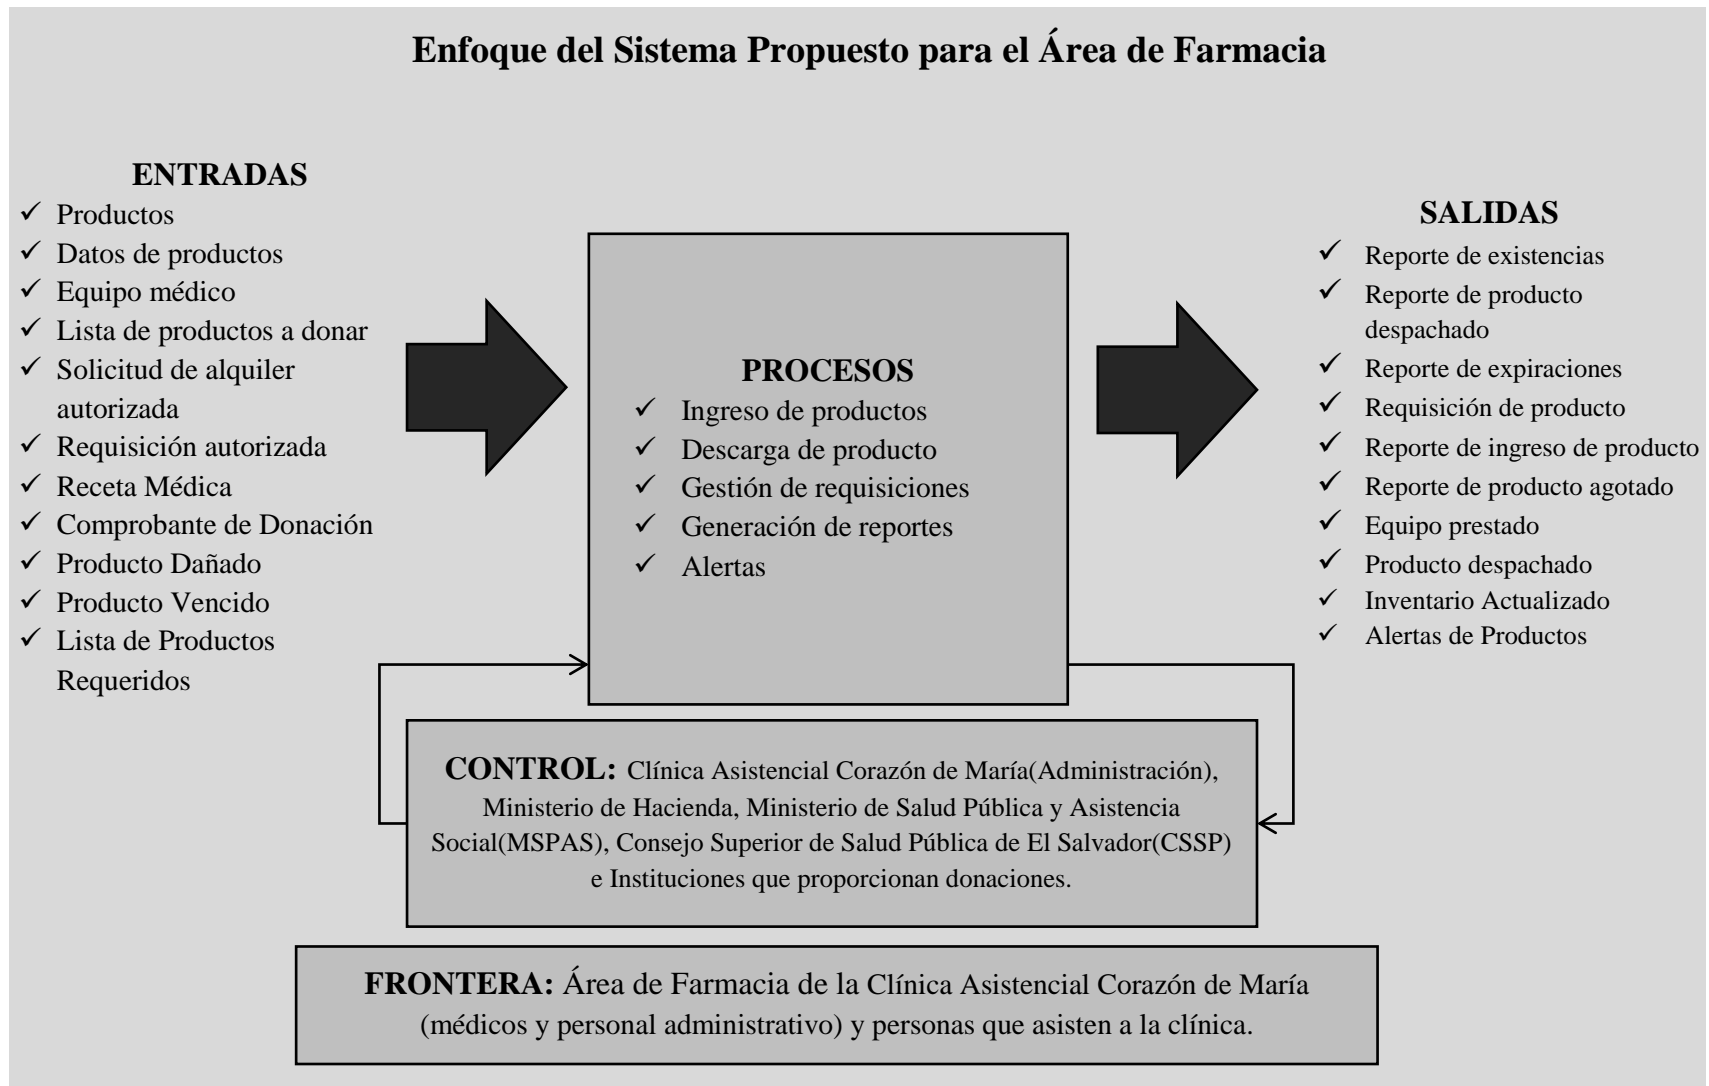 Enfoque del Sistema Propuesto para el Área de Farmacia
ENTRADAS
Productos
Datos de productos
Equipo médico
Lista de productos a donar
Solicitud de alquiler
autorizada
Requisición autorizada
Receta Médica
Comprobante de Donación
Producto Dañado
Producto Vencido
Lista de Productos
Requeridos
PROCESOS
Ingreso de productos
Descarga de producto
Gestión de requisiciones
Generación de reportes
Alertas
SALIDAS
Reporte de existencias
Reporte de producto
despachado
Reporte de expiraciones
Requisición de producto
Reporte de ingreso de producto
Reporte de producto agotado
Equipo prestado
Producto despachado
Inventario Actualizado
Alertas de Productos
CONTROL: Clínica Asistencial Corazón de María(Administración),
Ministerio de Hacienda, Ministerio de Salud Pública y Asistencia
Social(MSPAS), Consejo Superior de Salud Pública de El Salvador(CSSP)
e Instituciones que proporcionan donaciones.
FRONTERA: Área de Farmacia de la Clínica Asistencial Corazón de María
(médicos y personal administrativo) y personas que asisten a la clínica.